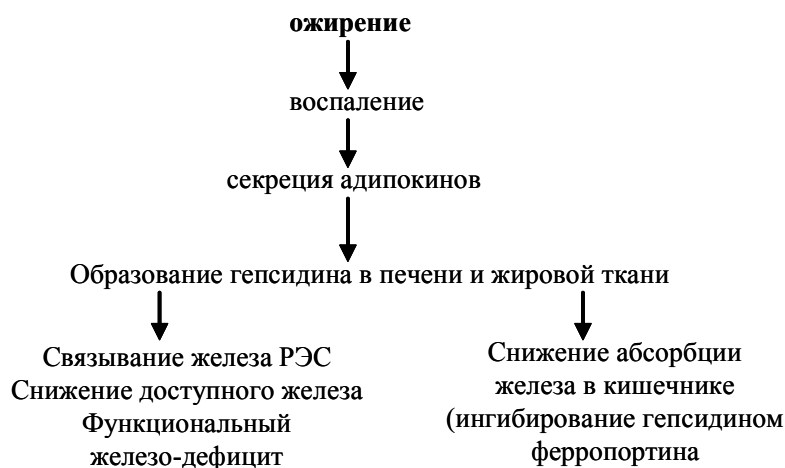 ожирение
воспаление
секреция адипокинов
Образование гепсидина в печени и жировой ткани
Связывание железа РЭС
Снижение доступного железа
Функциональный
железо-дефицит
Снижение абсорбции
железа в кишечнике
(ингибирование гепсидином
ферропортина